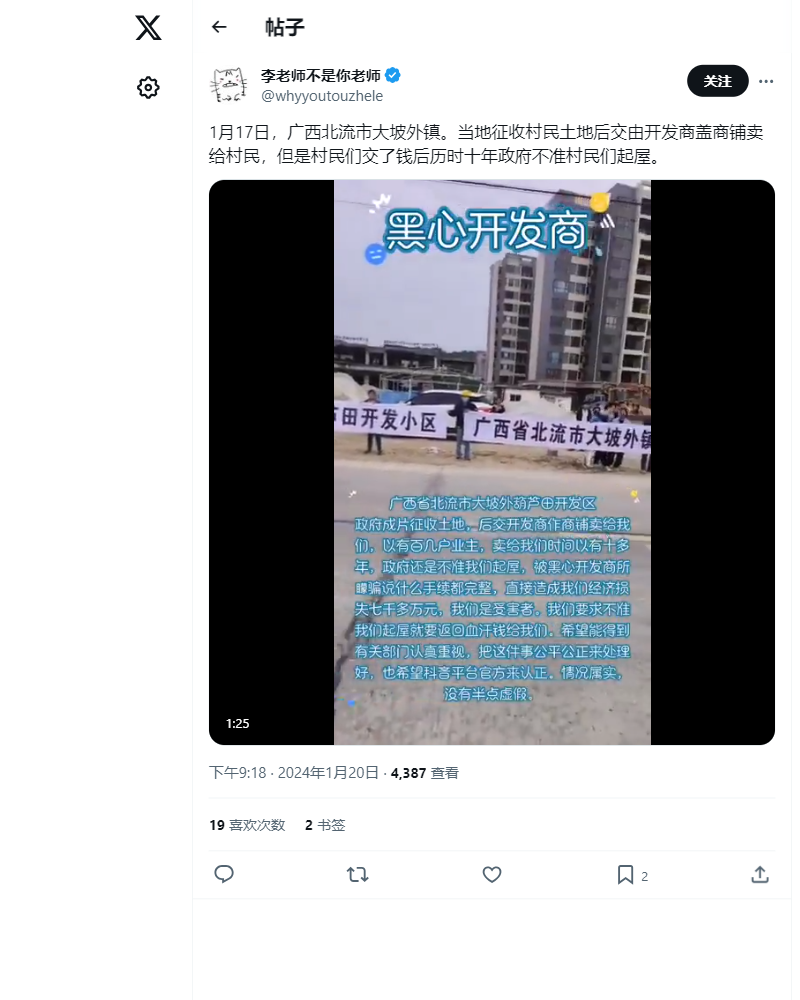 帖子
李老师不是你老师
@whyyoutouzhele
关注
1月17日，广西北流市大坡外镇。当地征收村民土地后交由开发商盖商铺卖
给村民，但是村民们交了钱后历时十年政府不准村民们起屋。
黑心开发商
田开发小区
广西省北流市大坡外镇
广西省北流市大坡外葫芦田开发区
政府成片征收土地，后交开发商作商铺卖给我
们，以有百几户业主，卖给我们时间以有十多
年，政府还是不准我们起屋，被黑心开发商所
矇骗说什么手续都完整，直接造成我们经济损
失七千多万元，我们是受害者，我们要求不准
我们起屋就要返回血汗钱给我们。希望能得到
有关部门认真重视，把这件事公平公正来处理
好，也希望科吝平台官方来认正。情况属实，
没有半点虚假。
1:25
下午9:18 · 2024年1月20日 · 4,387 查看
19 喜欢次数 2 书签
2